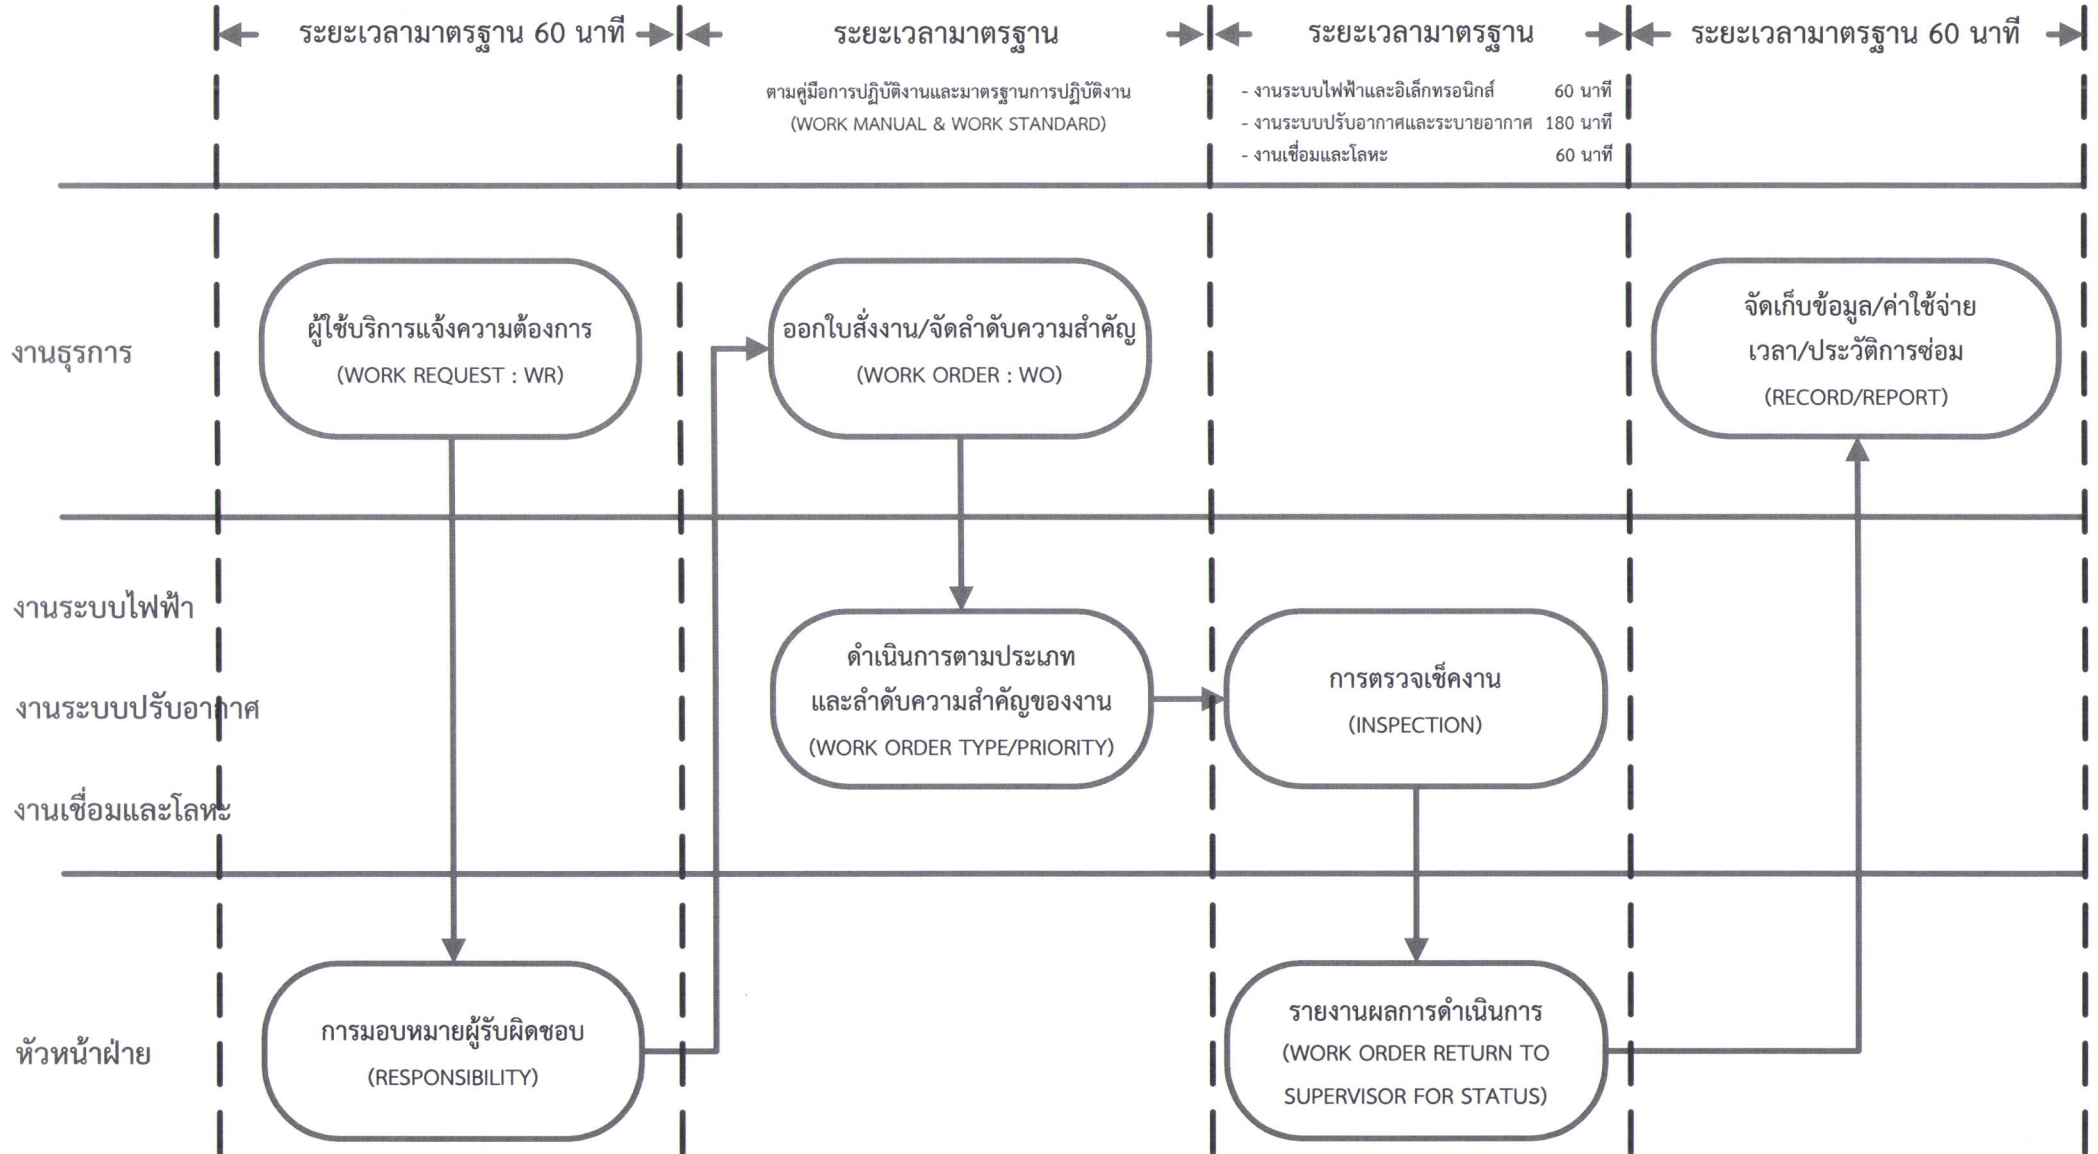 ระยะเวลามาตรฐาน 60 นาที
ระยะเวลามาตรฐาน
ตามคู่มือการปฏิบัติงานและมาตรฐานการปฏิบัติงาน
(WORK MANUAL & WORK STANDARD)
ระยะเวลามาตรฐาน
- งานระบบไฟฟ้าและอิเล็กทรอนิกส์ 60 นาที
- งานระบบปรับอากาศและระบายอากาศ 180 นาที
- งานเชื่อมและโลหะ 60 นาที
ระยะเวลามาตรฐาน 60 นาที
งานธุรการ
ผู้ใช้บริการแจ้งความต้องการ
(WORK REQUEST : WR)
ออกใบสั่งงาน/จัดลำดับความสำคัญ
(WORK ORDER : WO)
จัดเก็บข้อมูล/ค่าใช้จ่าย
เวลา/ประวัติการซ่อม
(RECORD/REPORT)
งานระบบไฟฟ้า
งานระบบปรับอากาศ
งานเชื่อมและโลหะ
ดำเนินการตามประเภท
และลำดับความสำคัญของงาน
(WORK ORDER TYPE/PRIORITY)
การตรวจเช็คงาน
(INSPECTION)
หัวหน้าฝ่าย
การมอบหมายผู้รับผิดชอบ
(RESPONSIBILITY)
รายงานผลการดำเนินการ
(WORK ORDER RETURN TO
SUPERVISOR FOR STATUS)